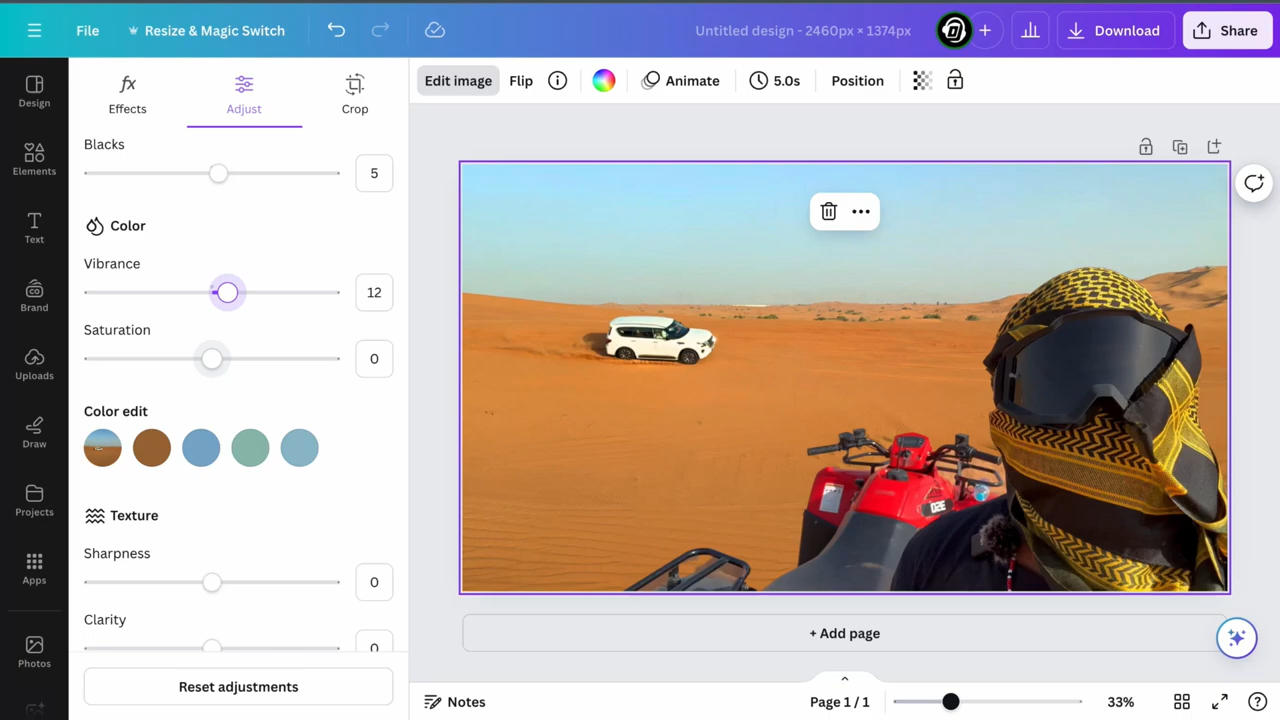 File
Resize & Magic Switch
Untitled design - 2460px × 1374px
Download
Share
Design
Elements
Text
Brand
Uploads
Draw
Projects
Apps
Photos
Effects
Adjust
Crop
Blacks
5
Color
Vibrance
12
Saturation
0
Color edit
Texture
Sharpness
0
Clarity
0
Reset adjustments
Edit image
Flip
Animate
5.0s
Position
+ Add page
Notes
Page 1 / 1
33%